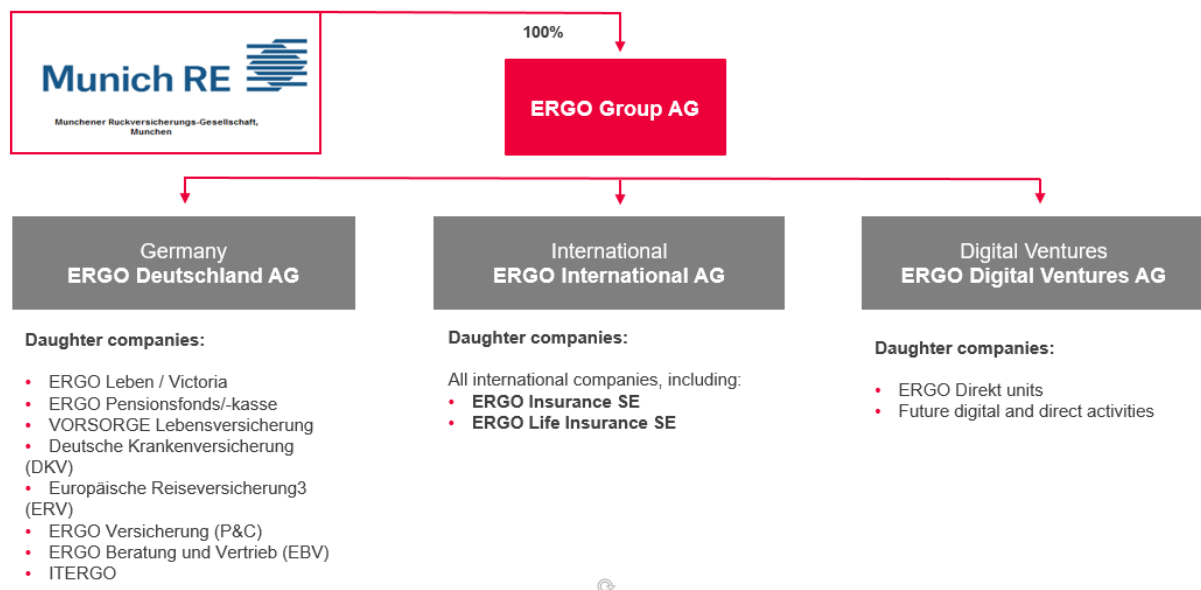 100%
Munich RE
Munchener Ruckversicherungs-Gesellschaft,
Munchen
ERGO Group AG
Germany
ERGO Deutschland AG
International
ERGO International AG
Digital Ventures
ERGO Digital Ventures AG
Daughter companies:
• ERGO Leben / Victoria
• ERGO Pensionsfonds/-kasse
• VORSORGE Lebensversicherung
• Deutsche Krankenversicherung
(DKV)
• Europäische Reiseversicherung3
(ERV)
• ERGO Versicherung (P&C)
• ERGO Beratung und Vertrieb (EBV)
• ITERGO
Daughter companies:
All international companies, including:
• ERGO Insurance SE
• ERGO Life Insurance SE
Daughter companies:
• ERGO Direkt units
• Future digital and direct activities